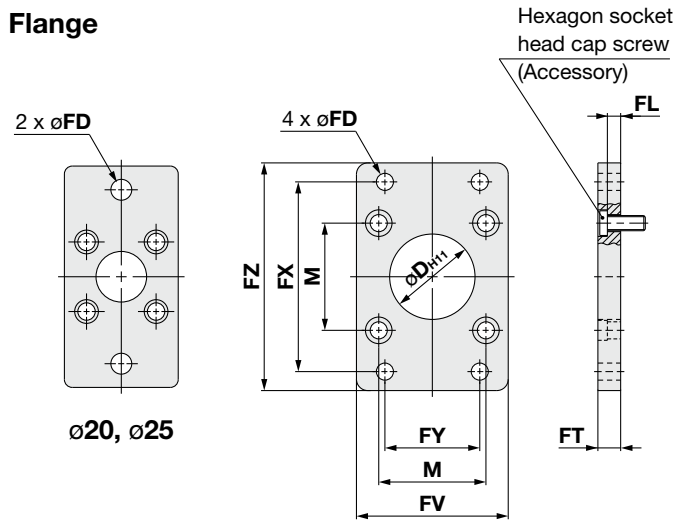 Flange
Hexagon socket
head cap screw
(Accessory)
FL
2 x øFD
4 x øFD
FZ
FX
M
øDH11
ø20, ø25
FY
M
FV
FT